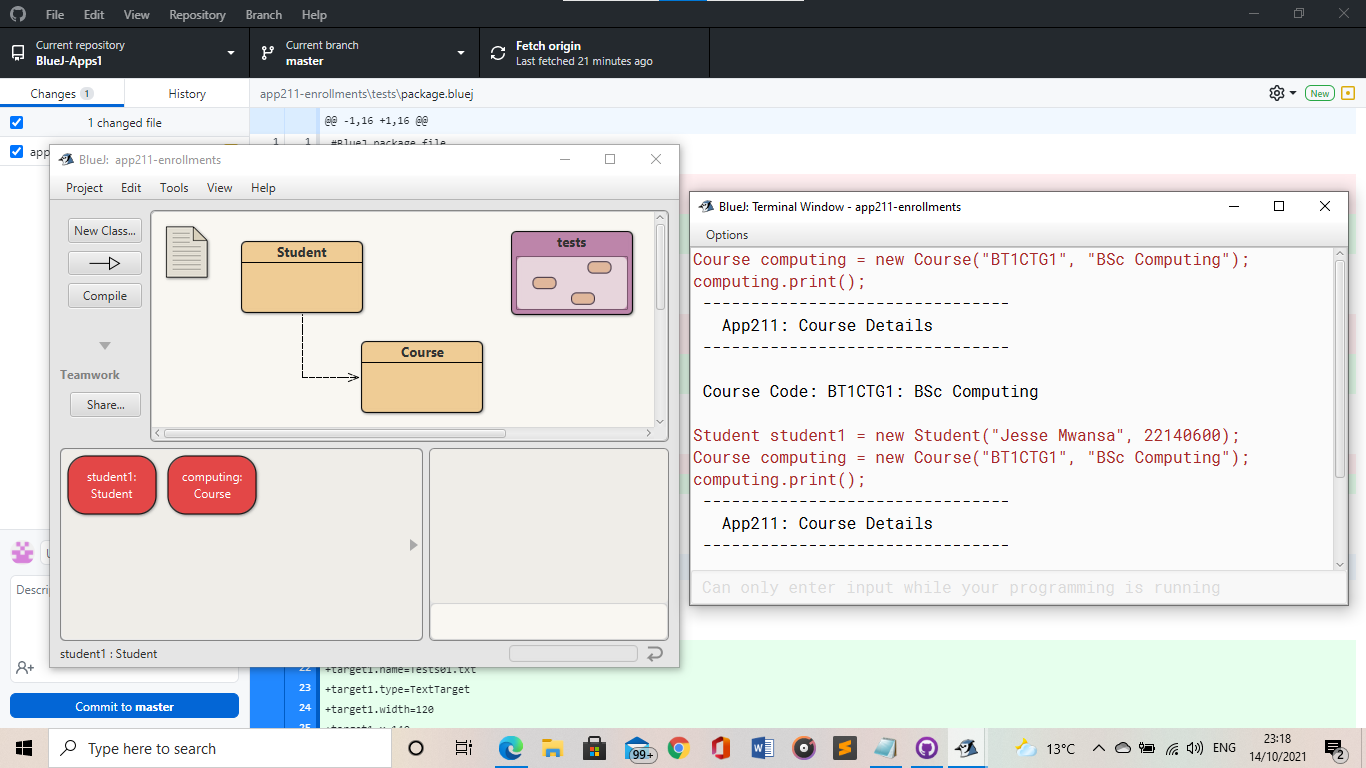 File Edit View Repository Branch Help
Current repository
BlueJ-Apps1
Current branch
master
Fetch origin
Last fetched 21 minutes ago
Changes 1
History
app211-enrollments\tests\package.bluej
New
1 changed file
@@ -1,16 +1,16 @@
1 1 #BlueJ package file
app
BlueJ: app211-enrollments
Project Edit Tools View Help
New Class...
Compile
Teamwork
Share...
Student
tests
Course
student1:
Student
computing:
Course
student1 : Student
BlueJ: Terminal Window - app211-enrollments
Options
Course computing = new Course("BT1CTG1", "BSc Computing");
computing.print();
--------------------------------
App211: Course Details
--------------------------------
Course Code: BT1CTG1: BSc Computing
Student student1 = new Student("Jesse Mwansa", 22140600);
Course computing = new Course("BT1CTG1", "BSc Computing");
computing.print();
--------------------------------
App211: Course Details
--------------------------------
Can only enter input while your programming is running
Descri
Commit to master
22 +target1.name=Tests01.txt
23 +target1.type=TextTarget
24 +target1.width=120
25
Type here to search
99+
13°C
ENG
23:18
14/10/2021
2